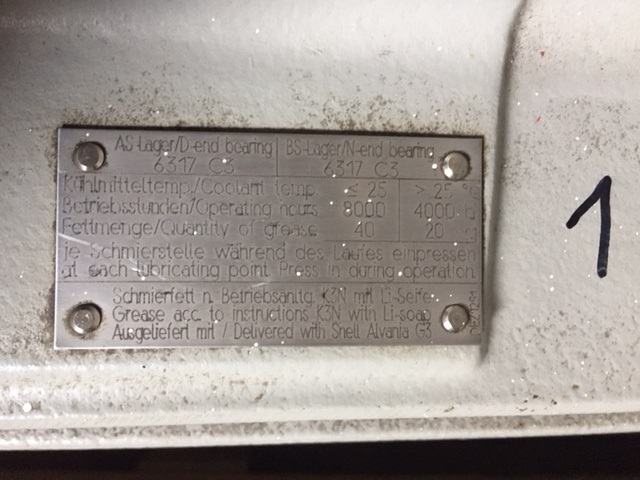 AS-Lager/D-end bearing BS-Lager/N-end bearing
6317 C3 6317 C3
Kühlmitteltemp./Coolant temp. ≤ 25 > 25 °C
Betriebsstunden/Operating hours 8000 4000 h
Fettmenge/Quantity of grease 40 20 g
je Schmierstelle während des Laufes einpressen
at each lubricating point Press in during operation
Schmierfett n. Betriebsanltg. K3N mit Li-Seife
Grease acc. to instructions K3N with Li-soap
Ausgeliefert mit / Delivered with Shell Alvania G3
1